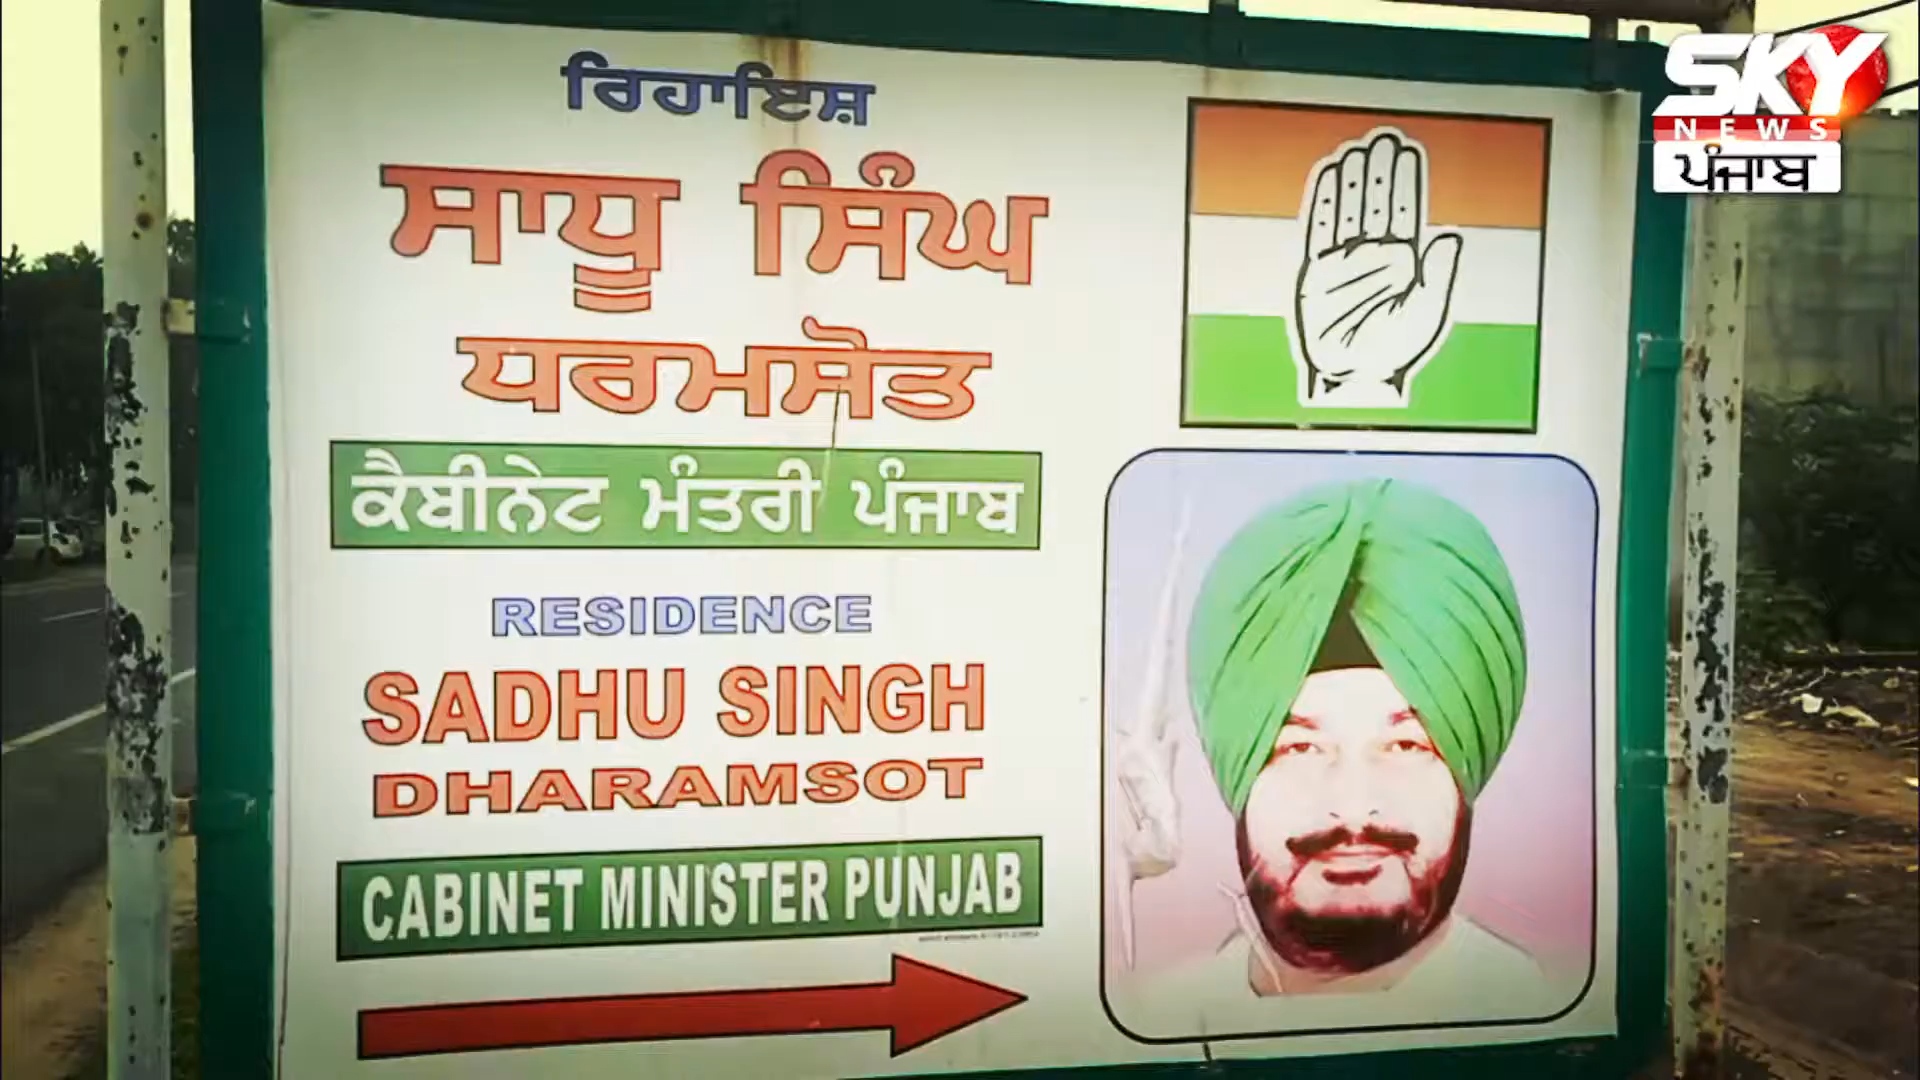 ਰਿਹਾਇਸ਼
ਸਾਧੂ ਸਿੰਘ
ਧਰਮਸੋਤ
ਕੈਬੀਨੇਟ ਮੰਤਰੀ ਪੰਜਾਬ
RESIDENCE
SADHU SINGH
DHARAMSOT
CABINET MINISTER PUNJAB
SKY
NEWS
ਪੰਜਾਬ